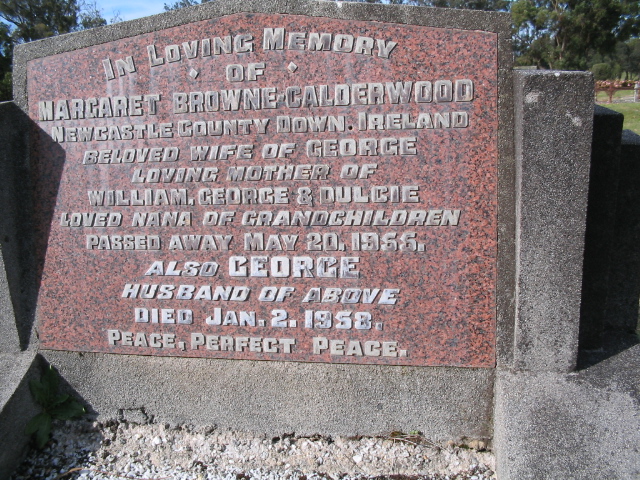 In Loving Memory
OF
MARGARET BROWNE-CALDERWOOD
NEWCASTLE COUNTY DOWN. IRELAND
BELOVED WIFE OF GEORGE
LOVING MOTHER OF
WILLIAM, GEORGE & DULCIE
LOVED NANA OF GRANDCHILDREN
PASSED AWAY MAY 20, 1955.
ALSO GEORGE
HUSBAND OF ABOVE
DIED JAN. 2. 1958.
PEACE, PERFECT PEACE.